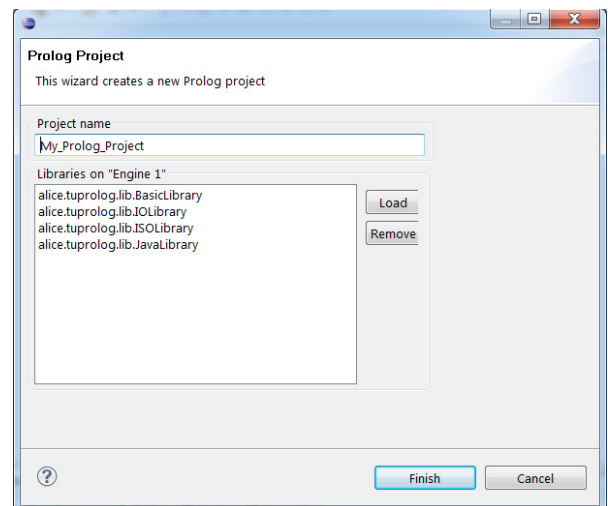 Prolog Project
This wizard creates a new Prolog project
Project name
My_Prolog_Project
Libraries on "Engine 1"
alice.tuprolog.lib.BasicLibrary
alice.tuprolog.lib.IOLibrary
alice.tuprolog.lib.ISOLibrary
alice.tuprolog.lib.JavaLibrary
Load
Remove
?
Finish
Cancel